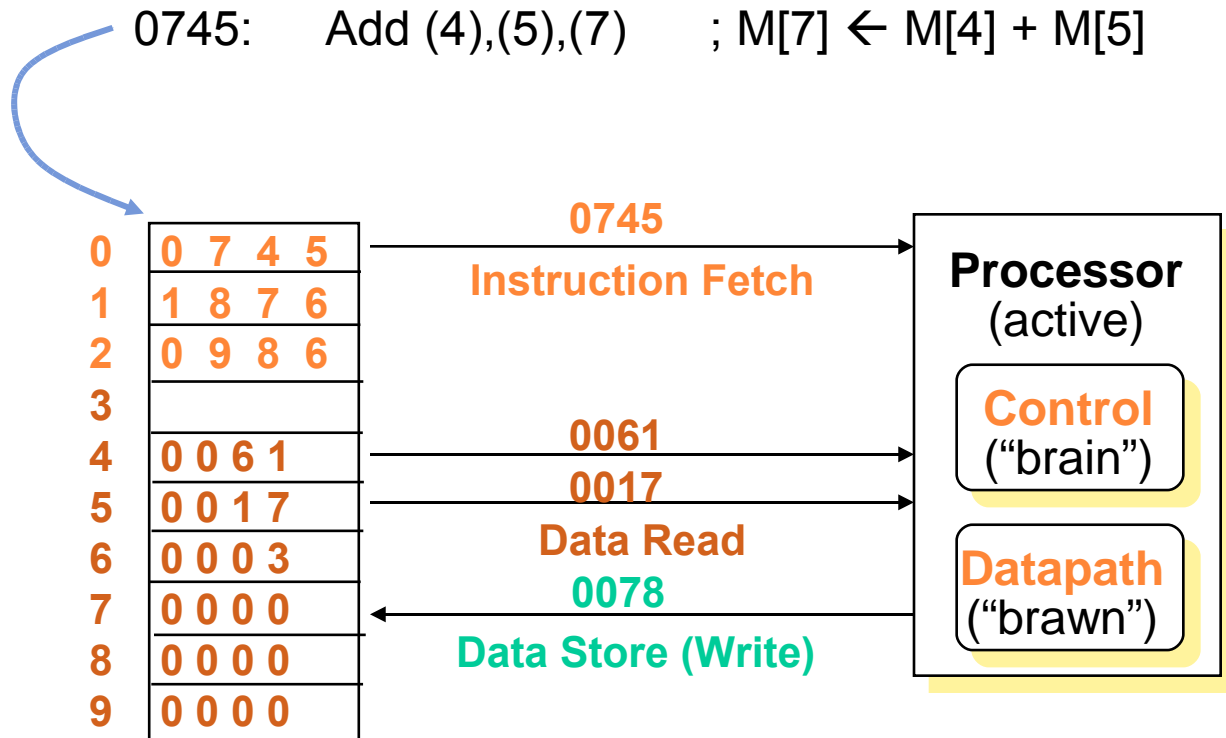 0745: Add (4),(5),(7) ; M[7] ← M[4] + M[5]
0 0 7 4 5
1 1 8 7 6
2 0 9 8 6
3
4 0 0 6 1
5 0 0 1 7
6 0 0 0 3
7 0 0 0 0
8 0 0 0 0
9 0 0 0 0
0745
Instruction Fetch
0061
0017
Data Read
0078
Data Store (Write)
Processor
(active)
Control
(“brain”)
Datapath
(“brawn”)